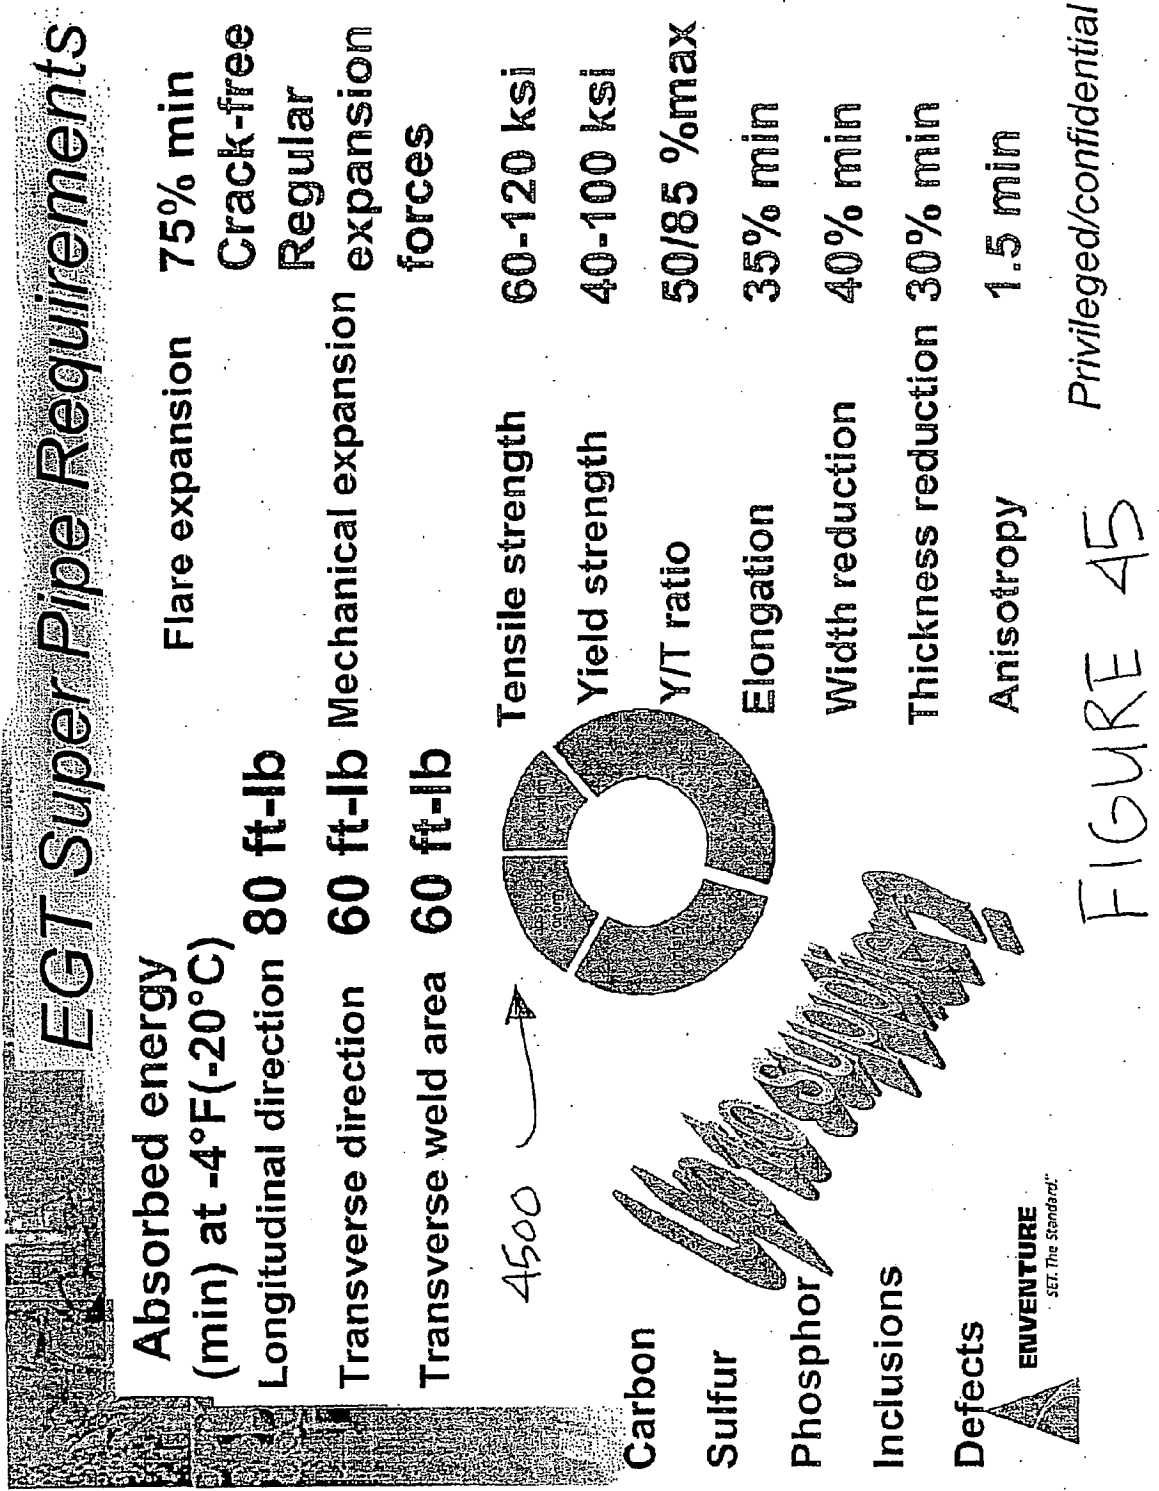 EGT Super Pipe Requirements
Absorbed energy
(min) at -4°F(-20°C)
Longitudinal direction 80 ft-lb
Transverse direction 60 ft-lb
Transverse weld area 60 ft-lb
Flare expansion 75% min
Crack-free
Mechanical expansion Regular
expansion
forces
4500
Tensile strength 60-120 ksi
Yield strength 40-100 ksi
Y/T ratio 50/85 %max
Elongation 35% min
Width reduction 40% min
Thickness reduction 30% min
Anisotropy 1.5 min
Carbon
Sulfur
Phosphor
Inclusions
Defects
ENVENTURE
SET. The Standard.™
Privileged/confidential
FIGURE 45